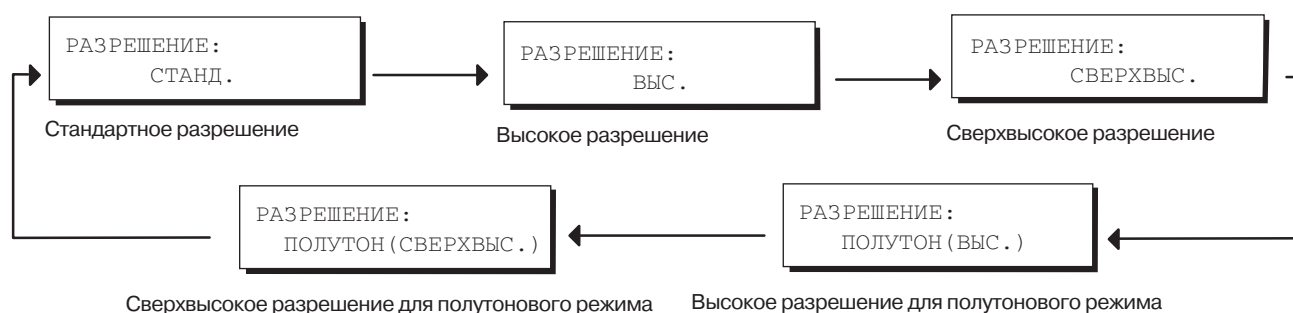 РАЗРЕШЕНИЕ:
СТАНД.
Стандартное разрешение
РАЗРЕШЕНИЕ:
ВЫС.
Высокое разрешение
РАЗРЕШЕНИЕ:
СВЕРХВЫС.
Сверхвысокое разрешение
РАЗРЕШЕНИЕ:
ПОЛУТОН(ВЫС.)
Высокое разрешение для полутонового режима
РАЗРЕШЕНИЕ:
ПОЛУТОН(СВЕРХВЫС.)
Сверхвысокое разрешение для полутонового режима